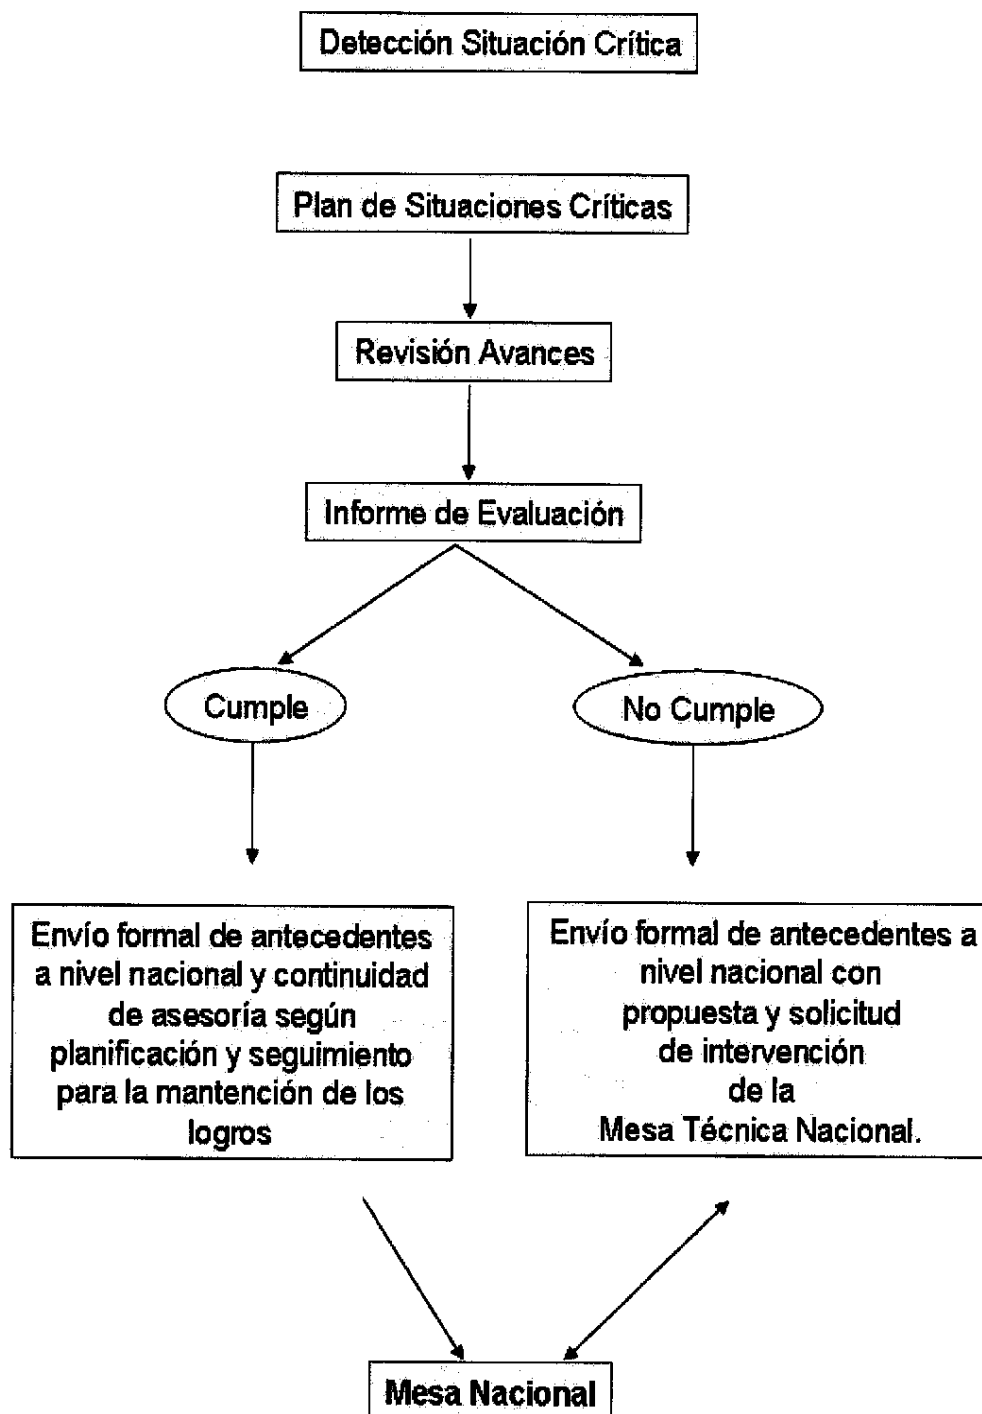 Detección Situación Crítica
Plan de Situaciones Críticas
Revisión Avances
Informe de Evaluación
Cumple
No Cumple
Envío formal de antecedentes
a nivel nacional y continuidad
de asesoría según
planificación y seguimiento
para la mantención de los
logros
Envío formal de antecedentes a
nivel nacional con
propuesta y solicitud
de intervención
de la
Mesa Técnica Nacional.
Mesa Nacional